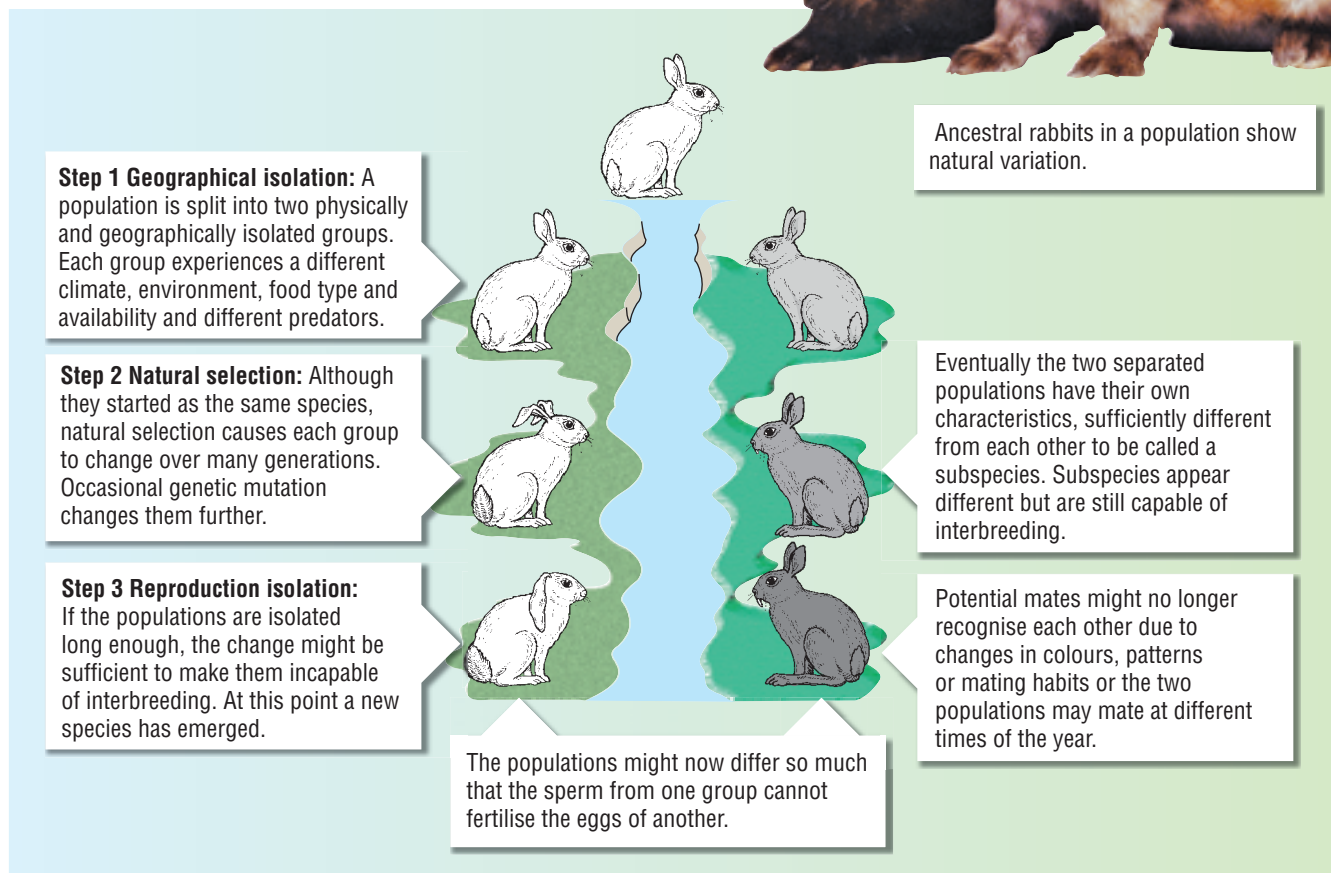 Ancestral rabbits in a population show
natural variation.
Step 1 Geographical isolation: A
population is split into two physically
and geographically isolated groups.
Each group experiences a different
climate, environment, food type and
availability and different predators.
Step 2 Natural selection: Although
they started as the same species,
natural selection causes each group
to change over many generations.
Occasional genetic mutation
changes them further.
Eventually the two separated
populations have their own
characteristics, sufficiently different
from each other to be called a
subspecies. Subspecies appear
different but are still capable of
interbreeding.
Step 3 Reproduction isolation:
If the populations are isolated
long enough, the change might be
sufficient to make them incapable
of interbreeding. At this point a new
species has emerged.
Potential mates might no longer
recognise each other due to
changes in colours, patterns
or mating habits or the two
populations may mate at different
times of the year.
The populations might now differ so much
that the sperm from one group cannot
fertilise the eggs of another.